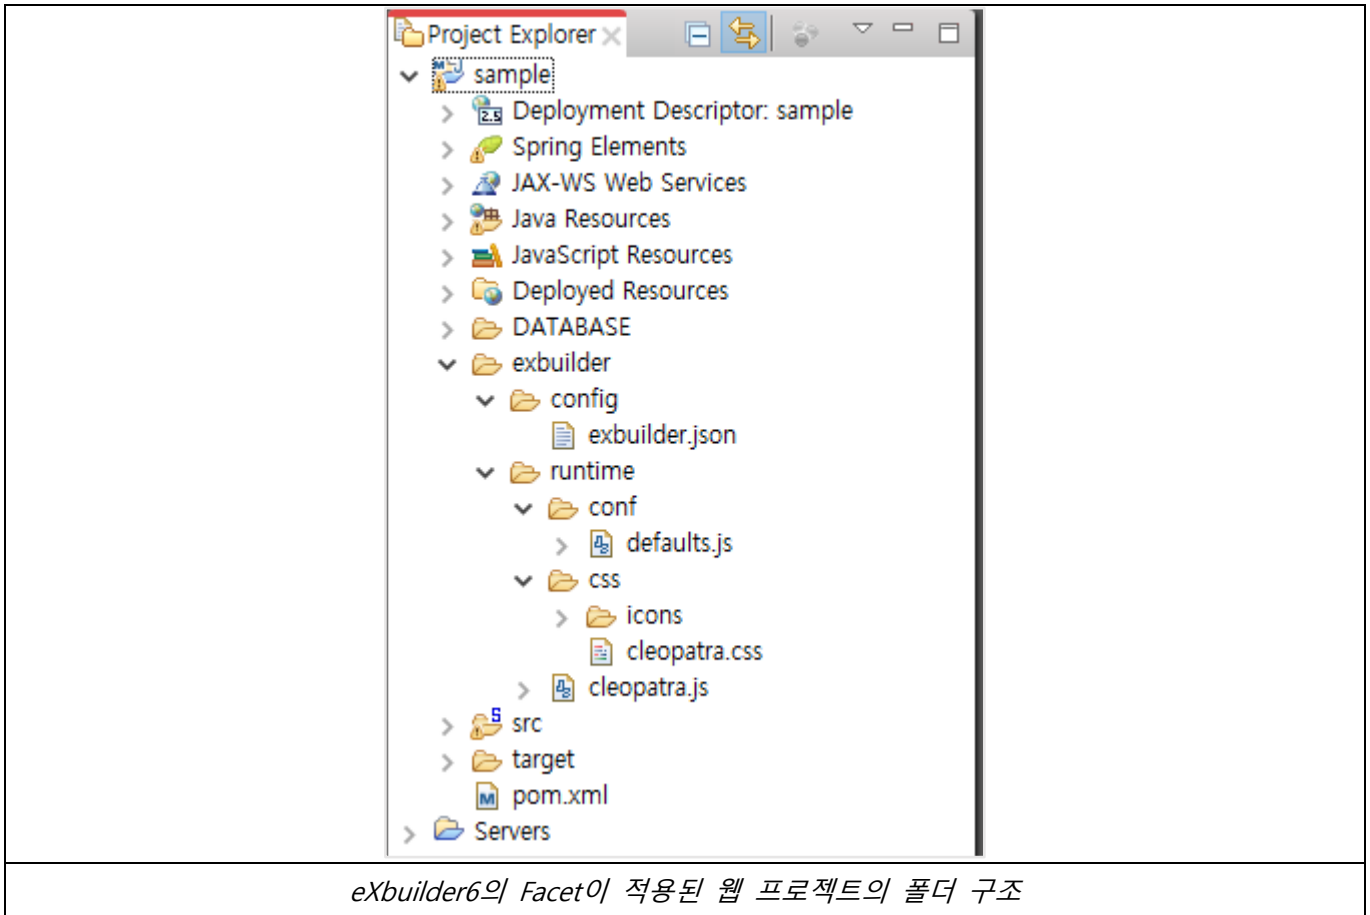 Project Explorer
sample
Deployment Descriptor: sample
Spring Elements
JAX-WS Web Services
Java Resources
JavaScript Resources
Deployed Resources
DATABASE
exbuilder
config
exbuilder.json
runtime
conf
defaults.js
css
icons
cleopatra.css
cleopatra.js
src
target
pom.xml
Servers
eXbuilder6의 Facet이 적용된 웹 프로젝트의 폴더 구조